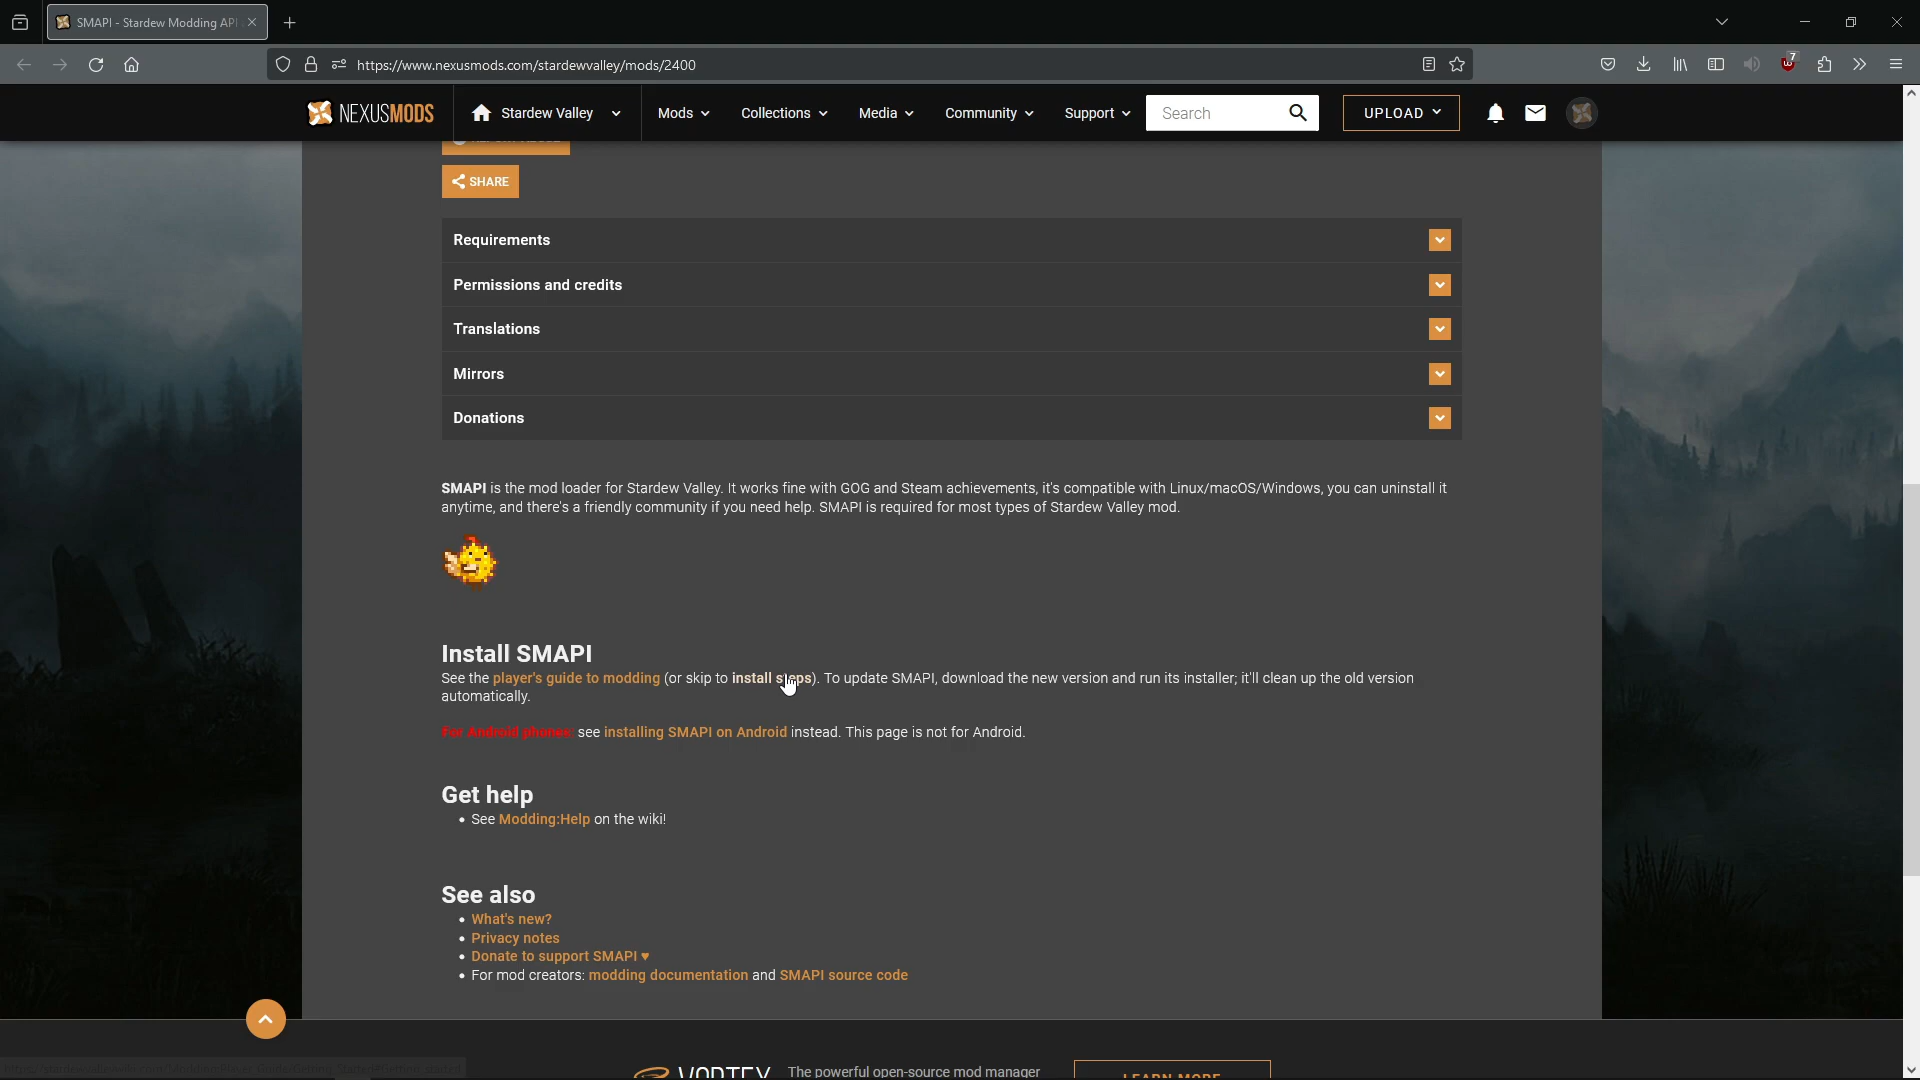 SMAPI - Stardew Modding API
https://www.nexusmods.com/stardewvalley/mods/2400
7
NEXUSMODS
Stardew Valley
Mods
Collections
Media
Community
Support
Search
UPLOAD
SHARE
Requirements
Permissions and credits
Translations
Mirrors
Donations
SMAPI is the mod loader for Stardew Valley. It works fine with GOG and Steam achievements, it's compatible with Linux/macOS/Windows, you can uninstall it
anytime, and there's a friendly community if you need help. SMAPI is required for most types of Stardew Valley mod.
Install SMAPI
See the player's guide to modding (or skip to install steps). To update SMAPI, download the new version and run its installer; it'll clean up the old version
automatically.
For Android phones: see installing SMAPI on Android instead. This page is not for Android.
Get help
• See Modding:Help on the wiki!
See also
• What's new?
• Privacy notes
• Donate to support SMAPI ♥
• For mod creators: modding documentation and SMAPI source code
VORTEX
The powerful open-source mod manager
LEARN MORE